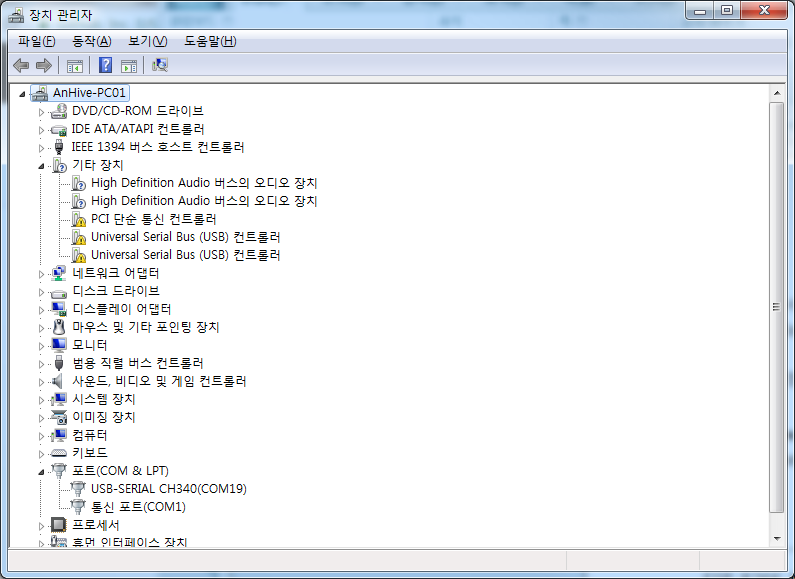 장치 관리자
파일(F) 동작(A) 보기(V) 도움말(H)
AnHive-PC01
DVD/CD-ROM 드라이브
IDE ATA/ATAPI 컨트롤러
IEEE 1394 버스 호스트 컨트롤러
기타 장치
High Definition Audio 버스의 오디오 장치
High Definition Audio 버스의 오디오 장치
PCI 단순 통신 컨트롤러
Universal Serial Bus (USB) 컨트롤러
Universal Serial Bus (USB) 컨트롤러
네트워크 어댑터
디스크 드라이브
디스플레이 어댑터
마우스 및 기타 포인팅 장치
모니터
범용 직렬 버스 컨트롤러
사운드, 비디오 및 게임 컨트롤러
시스템 장치
이미징 장치
컴퓨터
키보드
포트(COM & LPT)
USB-SERIAL CH340(COM19)
통신 포트(COM1)
프로세서
휴먼 인터페이스 장치